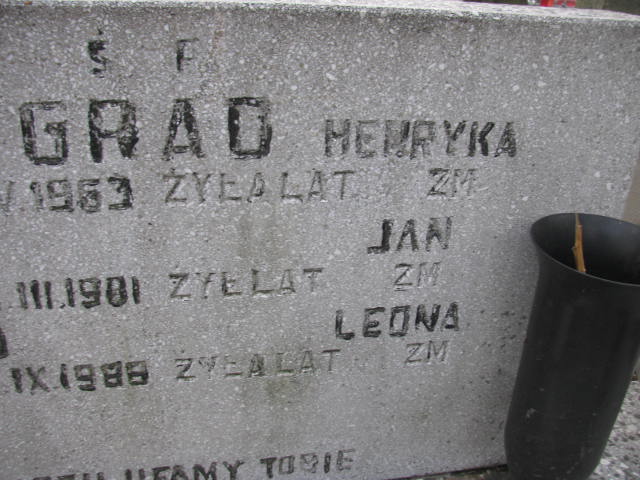 Ś P
GRAD HENRYKA
V.1963 ŻYŁA LAT ZM
JAN
.III.1981 ŻYŁ LAT ZM
LEONA
.IX.1988 ŻYŁA LAT ZM
UFAMY TOBIE